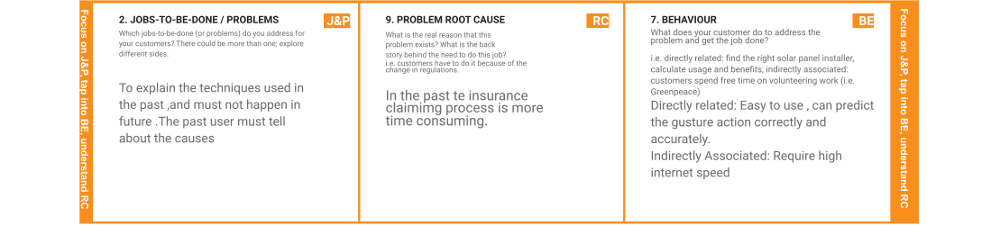 Focus on J&P, tap into BE, understand RC
2. JOBS-TO-BE-DONE / PROBLEMS
J&P
Which jobs-to-be-done (or problems) do you address for
your customers? There could be more than one; explore
different sides.
To explain the techniques used in
the past ,and must not happen in
future .The past user must tell
about the causes
9. PROBLEM ROOT CAUSE
RC
What is the real reason that this
problem exists? What is the back
story behind the need to do this job?
i.e. customers have to do it because of the
change in regulations.
In the past te insurance
claimimg process is more
time consuming.
7. BEHAVIOUR
BE
What does your customer do to address the
problem and get the job done?
i.e. directly related: find the right solar panel installer,
calculate usage and benefits; indirectly associated:
customers spend free time on volunteering work (i.e.
Greenpeace)
Directly related: Easy to use , can predict
the gusture action correctly and
accurately.
Indirectly Associated: Require high
internet speed
Focus on J&P, tap into BE, understand RC